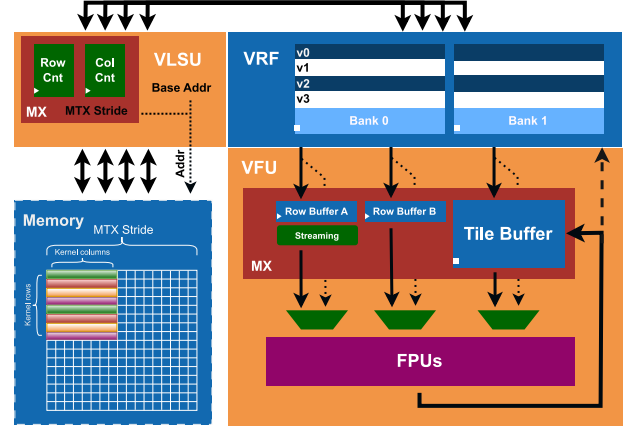 VLSU
Row
Cnt
Col
Cnt
Base Addr
MX
MTX Stride
Addr
VRF
v0
v1
v2
v3
Bank 0
Bank 1
VFU
Row Buffer A
Row Buffer B
Streaming
Tile Buffer
MX
FPUs
Memory
MTX Stride
Kernel columns
Kernel rows